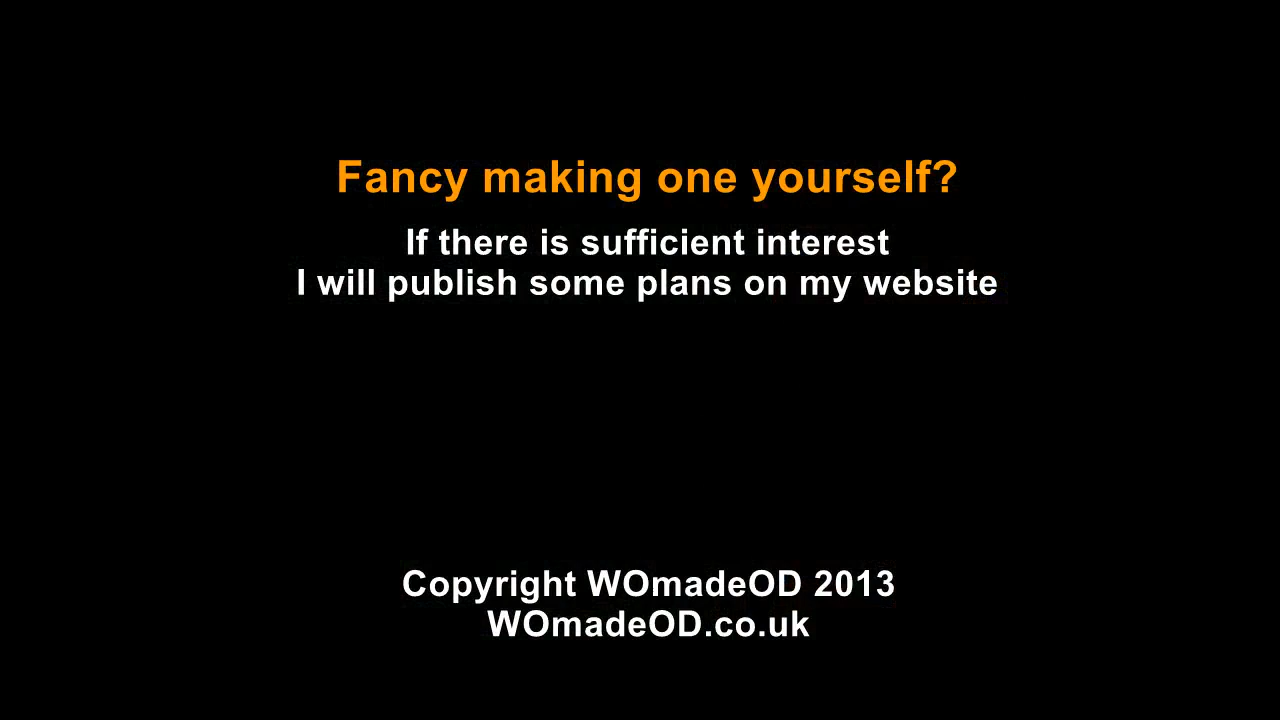 Fancy making one yourself?
If there is sufficient interest
I will publish some plans on my website
Copyright WOmadeOD 2013
WOmadeOD.co.uk